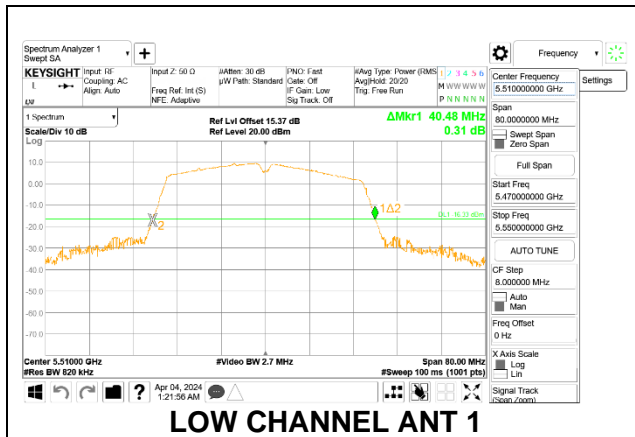 Spectrum Analyzer 1
Swept SA
Frequency
KEYSIGHT
L
Input: RF
Coupling: AC
Align: Auto
Input Z: 50 Ω
Freq Ref: Int (S)
NFE: Adaptive
#Atten: 30 dB
µW Path: Standard
PNO: Fast
Gate: Off
IF Gain: Low
Sig Track: Off
#Avg Type: Power (RMS
Avg|Hold: 20/20
Trig: Free Run
1 2 3 4 5 6
M W W W W W
P N N N N N
Center Frequency
5.510000000 GHz
Settings
Span
80.0000000 MHz
Swept Span
Zero Span
Full Span
Start Freq
5.470000000 GHz
Stop Freq
5.550000000 GHz
AUTO TUNE
CF Step
8.000000 MHz
Auto
Man
Freq Offset
0 Hz
X Axis Scale
Log
Lin
Signal Track
(Span Zoom)
1 Spectrum
Scale/Div 10 dB
Ref Lvl Offset 15.37 dB
Ref Level 20.00 dBm
ΔMkr1 40.48 MHz
0.31 dB
Log
10.0
0.00
-10.0
-20.0
-30.0
-40.0
-50.0
-60.0
-70.0
X2
1Δ2
Center 5.51000 GHz
#Res BW 820 kHz
#Video BW 2.7 MHz
Span 80.00 MHz
#Sweep 100 ms (1001 pts)
?
Apr 04, 2024
1:21:56 AM
LOW CHANNEL ANT 1